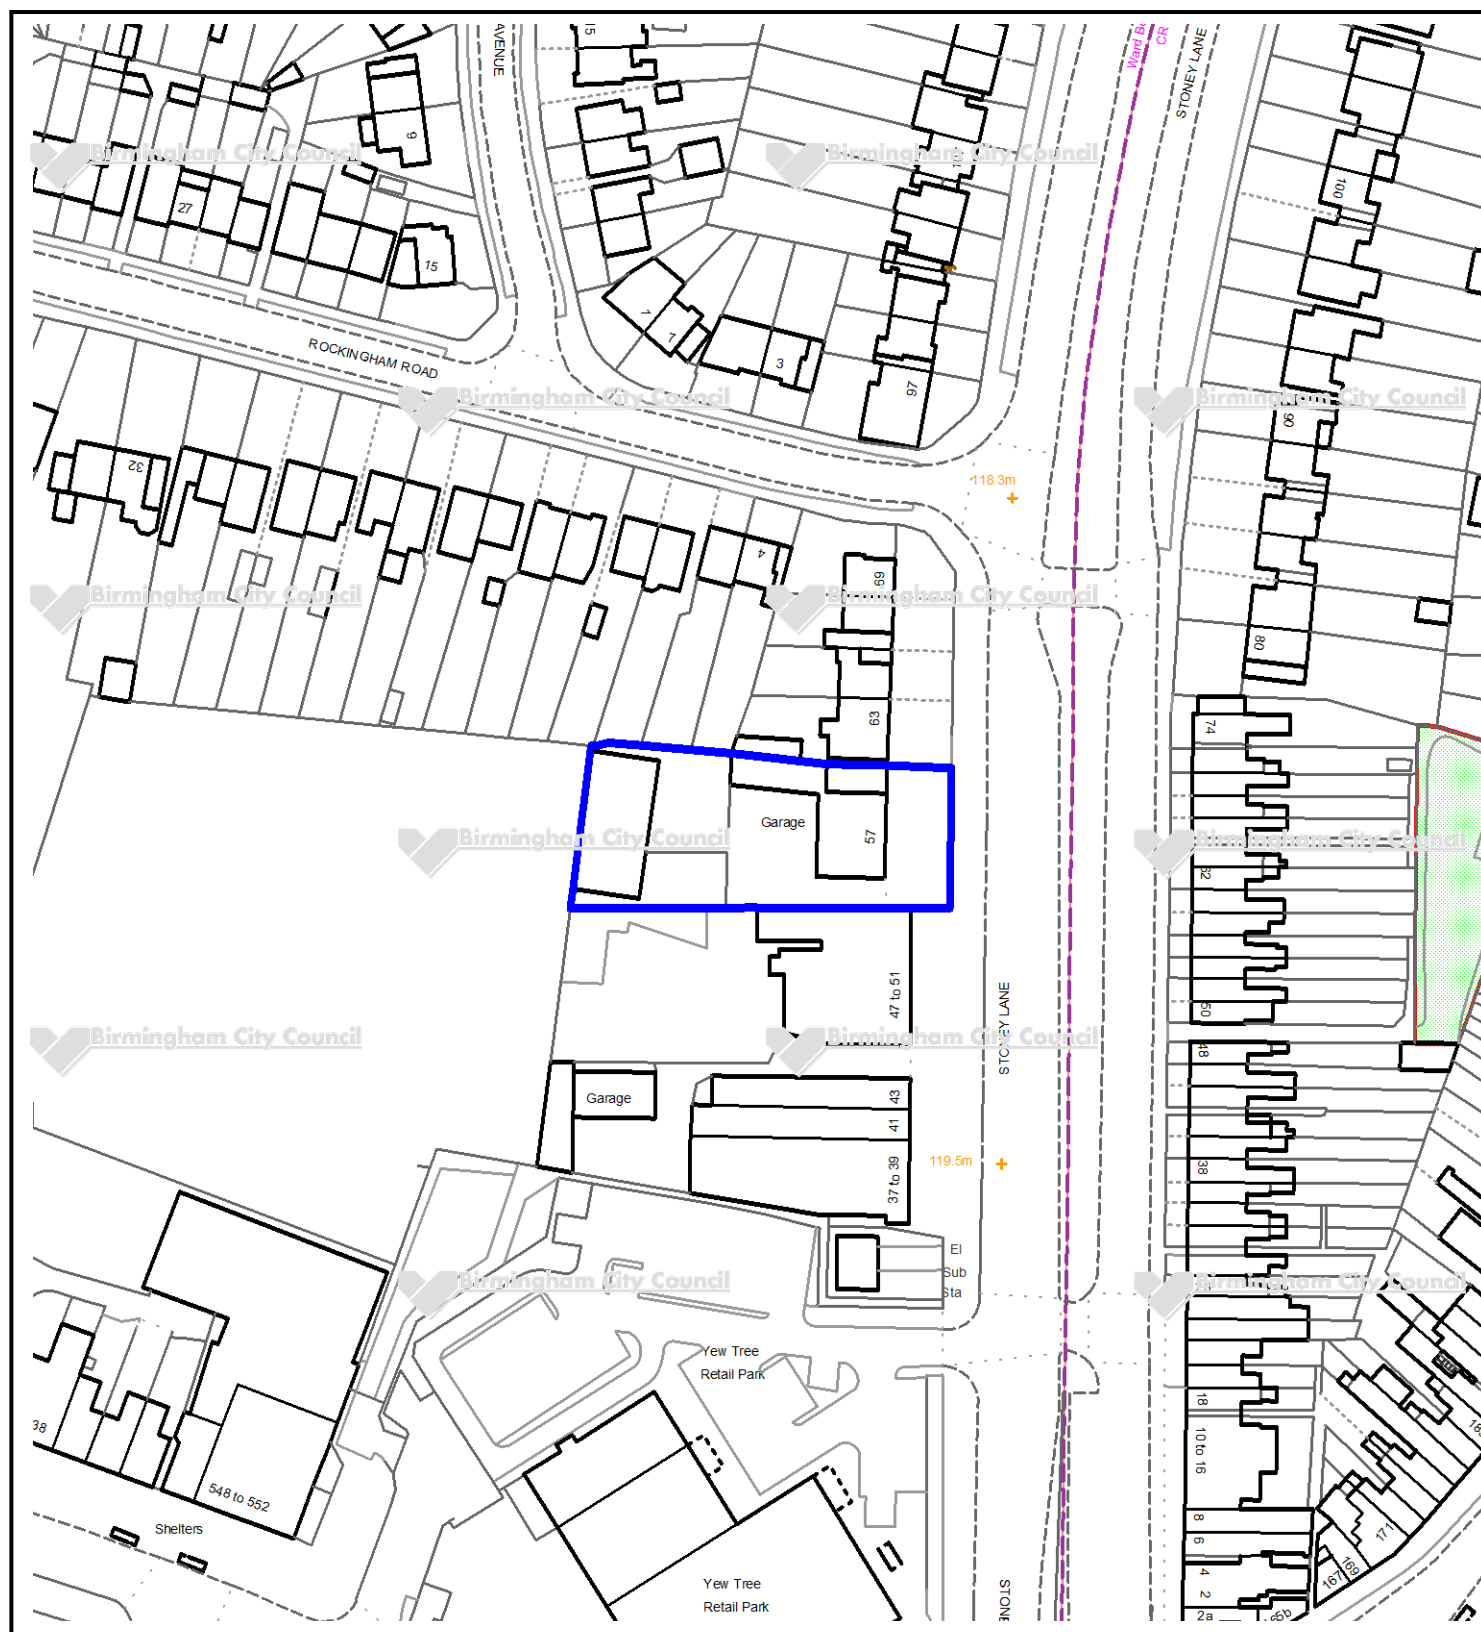 AVENUE
15
Ward Bo
CR
STONEY LANE
9
Birmingham City Council
Birmingham City Council
100
27
15
ROCKINGHAM ROAD
1
7
3
97
Birmingham City Council
Birmingham City Council
90
32
118.3m
4
69
Birmingham City Council
Birmingham City Council
80
63
74
Garage
57
Birmingham City Council
Birmingham City Council
62
47 to 51
STONEY LANE
50
Birmingham City Council
Birmingham City Council
48
Garage
43
41
119.5m
37 to 39
38
El
Sub
Sta
Birmingham City Council
Birmingham City Council
Yew Tree
Retail Park
18
38
10 to 16
548 to 552
Shelters
8
6
171
169
167
4
2
Yew Tree
Retail Park
STONE
2a
65b